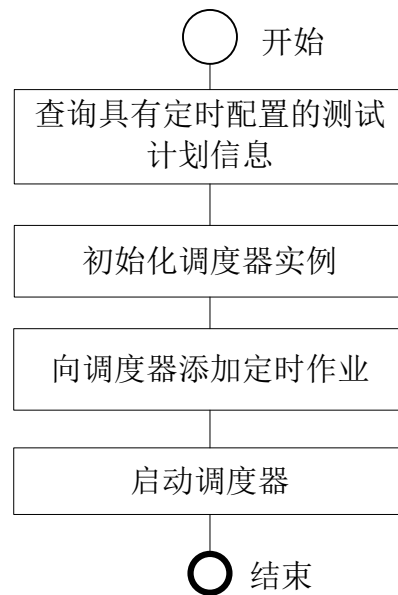 开始
查询具有定时配置的测试
计划信息
初始化调度器实例
向调度器添加定时作业
启动调度器
结束